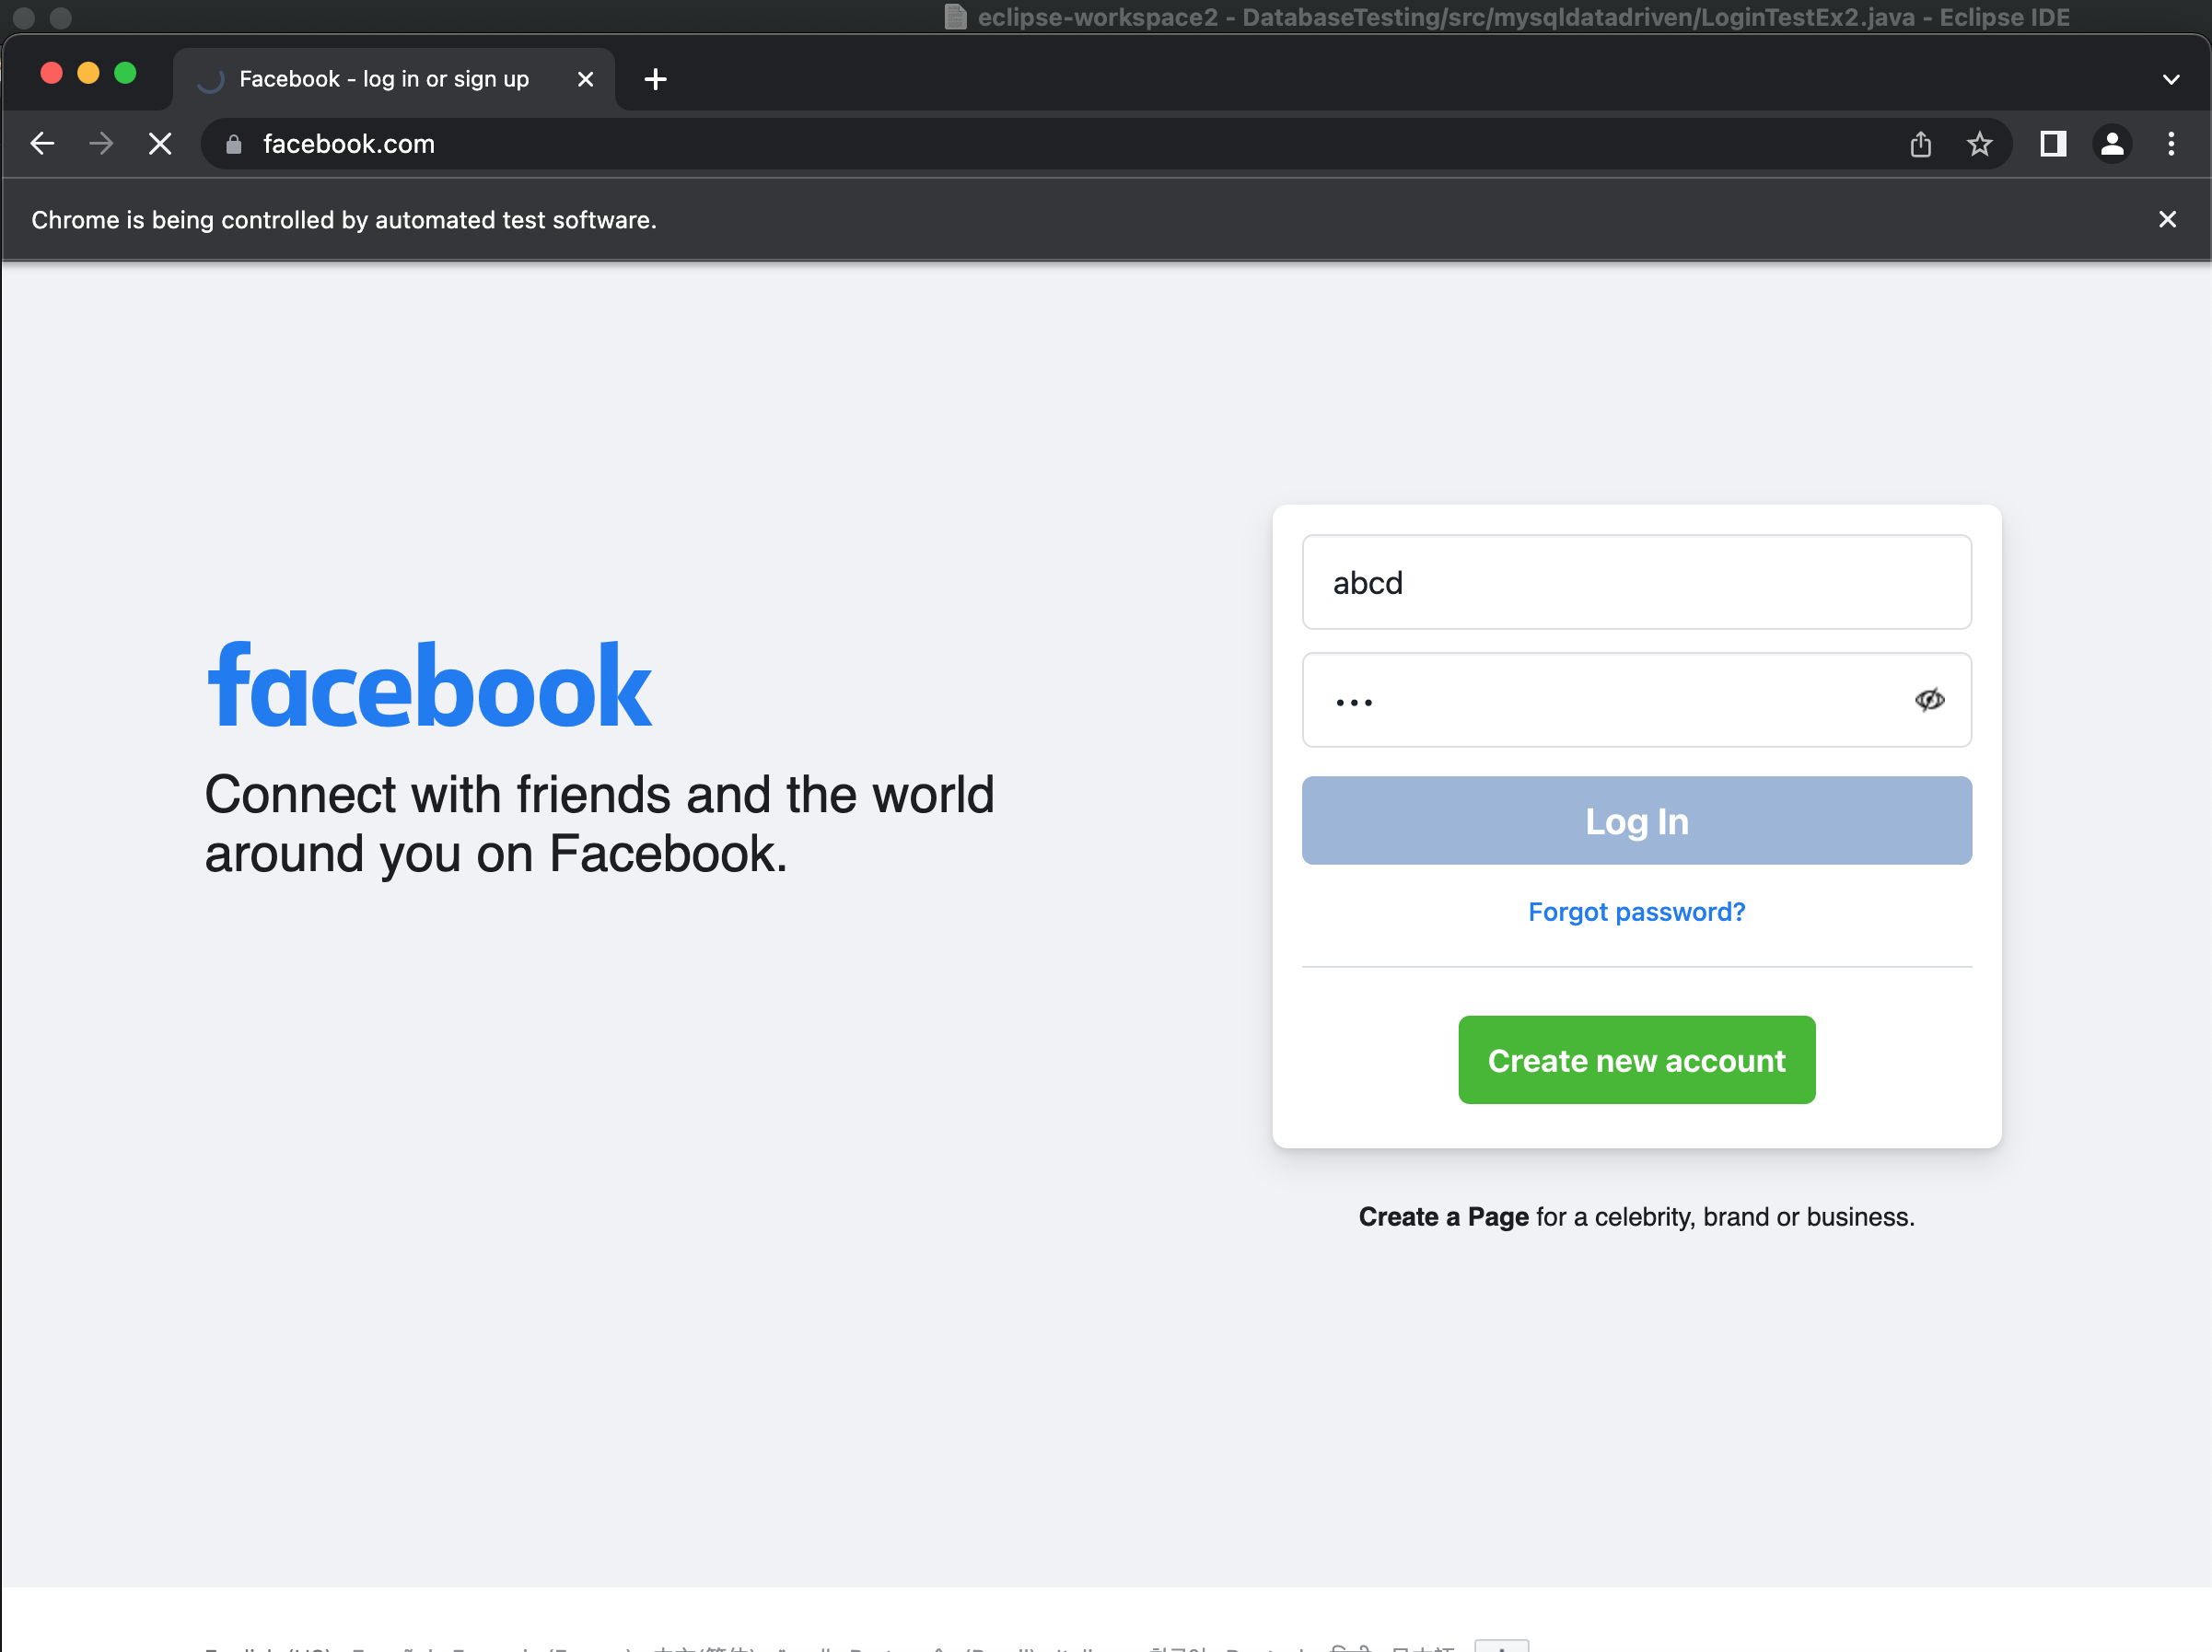 eclipse-workspace2 - DatabaseTesting/src/mysqldatadriven/LoginTestEx2.java - Eclipse IDE
Facebook - log in or sign up
facebook.com
Chrome is being controlled by automated test software.
abcd
facebook
Connect with friends and the world
around you on Facebook.
Log In
Forgot password?
Create new account
Create a Page for a celebrity, brand or business.